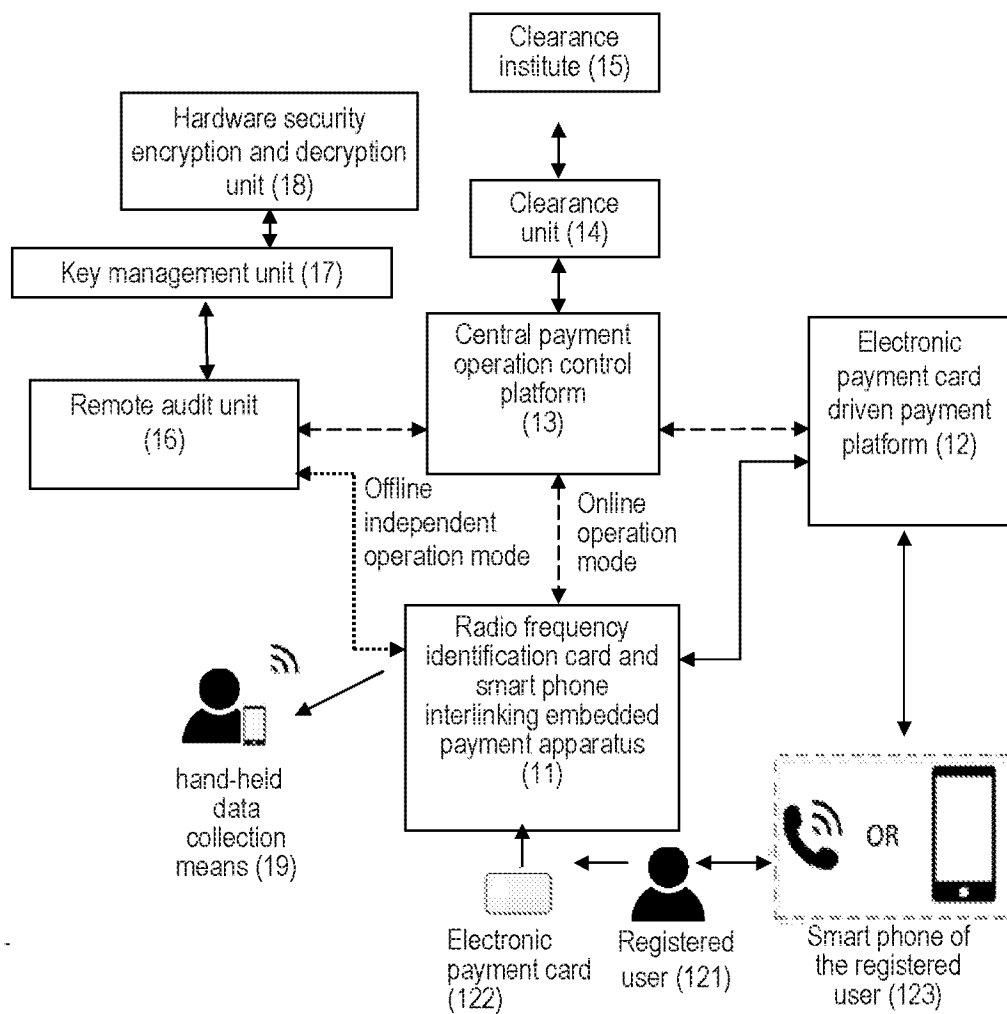 Clearance
institute (15)
Hardware security
encryption and decryption
unit (18)
Clearance
unit (14)
Key management unit (17)
Central payment
operation control
platform
(13)
Electronic
payment card
driven payment
platform (12)
Remote audit unit
(16)
Offline
independent
operation mode
Online
operation
mode
Radio frequency
identification card and
smart phone
interlinking embedded
payment apparatus
(11)
hand-held
data
collection
means (19)
OR
Electronic
payment card
(122)
Registered
user (121)
Smart phone of
the registered
user (123)